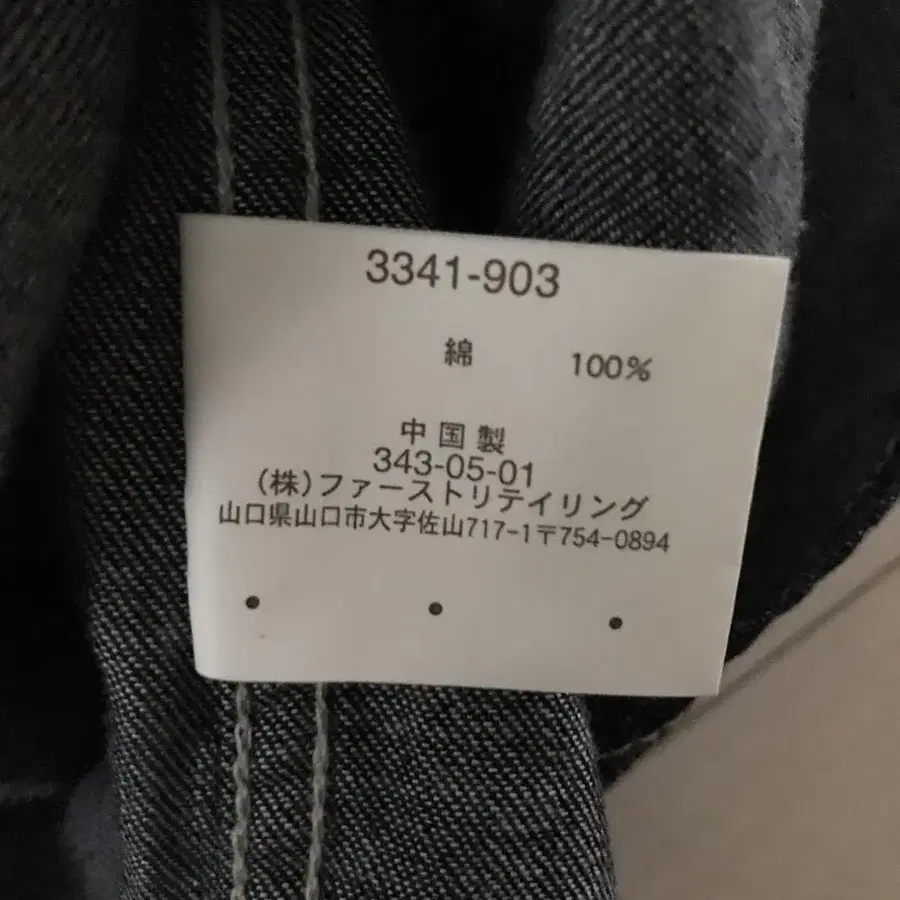 3341-903
綿 100%
中国製
343-05-01
(株)ファーストリテイリング
山口県山口市大字佐山717-1〒754-0894